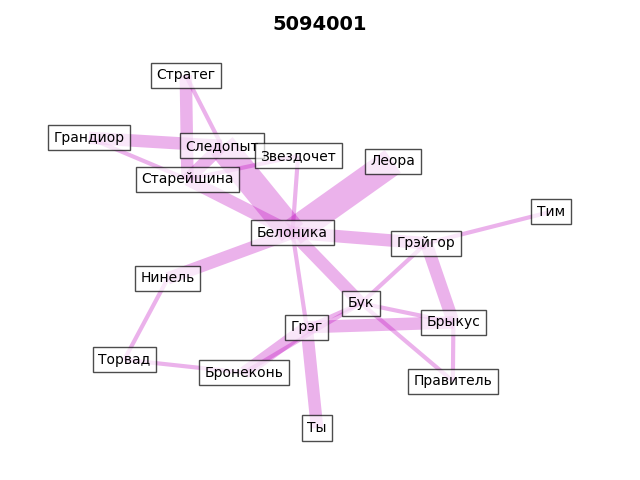 5094001
Стратег
Грандиор
Следопыт
Звездочет
Леора
Старейшина
Тим
Белоника
Грэйгор
Нинель
Бук
Брыкус
Грэг
Торвад
Бронеконь
Правитель
Ты